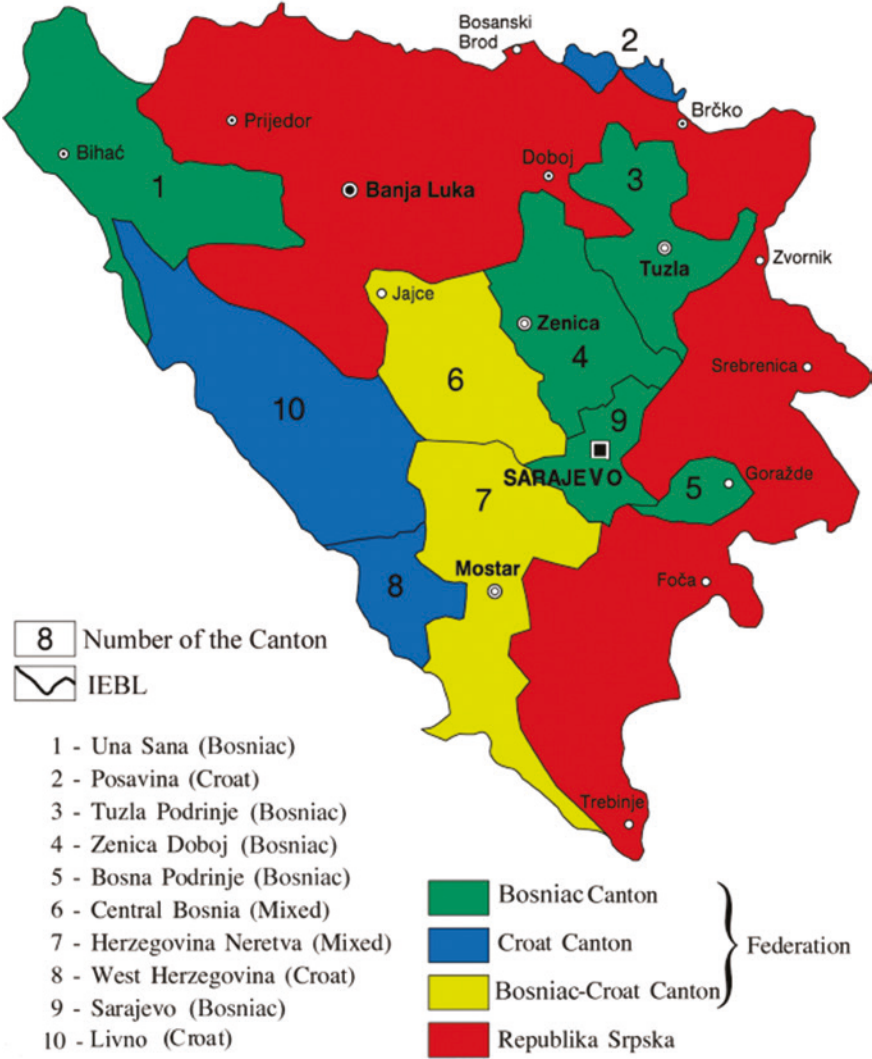 Bosanski
Brod
2
Brčko
Prijedor
Bihać
Doboj
3
1
Banja Luka
Tuzla
Zvornik
Jajce
Zenica
4
Srebrenica
6
10
9
SARAJEVO
Goražde
5
7
Mostar
Foča
8
8 Number of the Canton
IEBL
1 - Una Sana (Bosniac)
2 - Posavina (Croat)
3 - Tuzla Podrinje (Bosniac)
4 - Zenica Doboj (Bosniac)
5 - Bosna Podrinje (Bosniac)
6 - Central Bosnia (Mixed)
7 - Herzegovina Neretva (Mixed)
8 - West Herzegovina (Croat)
9 - Sarajevo (Bosniac)
10 - Livno (Croat)
Trebinje
Bosniac Canton
Croat Canton
Bosniac-Croat Canton
Federation
Republika Srpska